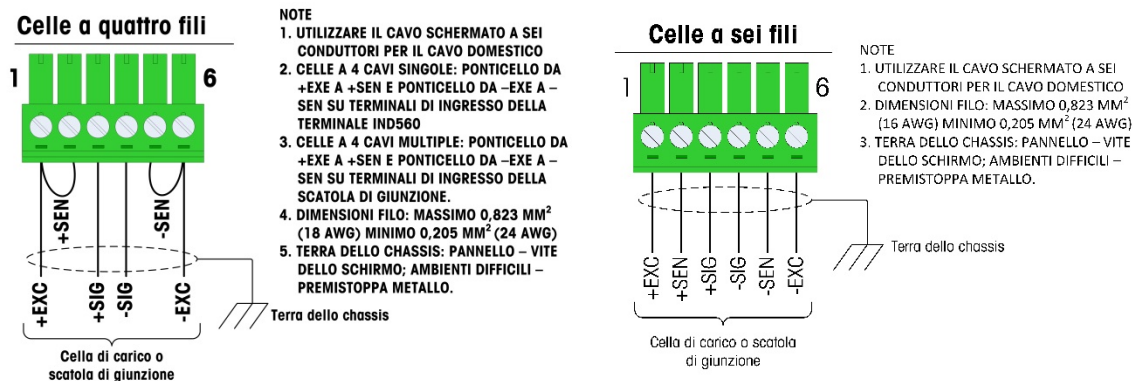 Celle a quattro fili
1
6
+SEN
-SEN
+EXC
+SIG
-SIG
-EXC
Terra dello chassis
Cella di carico o
scatola di giunzione
NOTE
1. UTILIZZARE IL CAVO SCHERMATO A SEI
CONDUTTORI PER IL CAVO DOMESTICO
2. CELLE A 4 CAVI SINGOLE: PONTICELLO DA
+EXE A +SEN E PONTICELLO DA –EXE A –
SEN SU TERMINALI DI INGRESSO DELLA
TERMINALE IND560
3. CELLE A 4 CAVI MULTIPLE: PONTICELLO DA
+EXE A +SEN E PONTICELLO DA –EXE A –
SEN SU TERMINALI DI INGRESSO DELLA
SCATOLA DI GIUNZIONE.
4. DIMENSIONI FILO: MASSIMO 0,823 MM²
(18 AWG) MINIMO 0,205 MM² (24 AWG)
5. TERRA DELLO CHASSIS: PANNELLO – VITE
DELLO SCHIRMO; AMBIENTI DIFFICILI –
PREMISTOPPA METALLO.
Celle a sei fili
1
6
+EXC
+SEN
+SIG
-SIG
-SEN
-EXC
Terra dello chassis
Cella di carico o scatola
di giunzione
NOTE
1. UTILIZZARE IL CAVO SCHERMATO A SEI
CONDUTTORI PER IL CAVO DOMESTICO
2. DIMENSIONI FILO: MASSIMO 0,823 MM²
(16 AWG) MINIMO 0,205 MM² (24 AWG)
3. TERRA DELLO CHASSIS: PANNELLO – VITE
DELLO SCHIRMO; AMBIENTI DIFFICILI –
PREMISTOPPA METALLO.